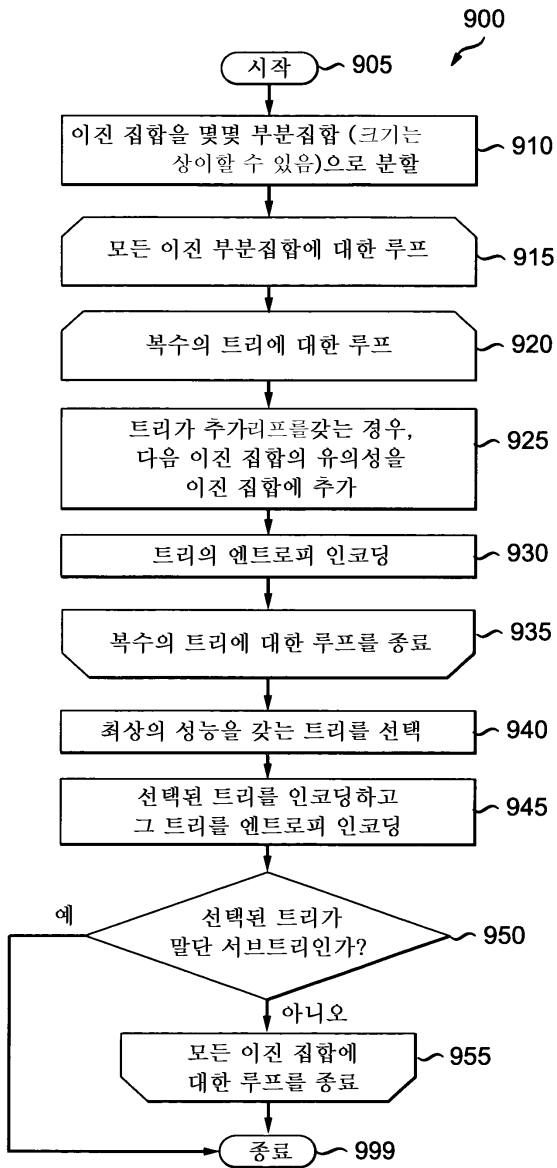 900
시작
905
이진 집합을 몇몇 부분집합 (크기는
상이할 수 있음)으로 분할
910
모든 이진 부분집합에 대한 루프
915
복수의 트리에 대한 루프
920
트리가 추가리프를갖는 경우,
다음 이진 집합의 유의성을
이진 집합에 추가
925
트리의 엔트로피 인코딩
930
복수의 트리에 대한 루프를 종료
935
최상의 성능을 갖는 트리를 선택
940
선택된 트리를 인코딩하고
그 트리를 엔트로피 인코딩
945
예
선택된 트리가
말단 서브트리인가?
950
아니오
모든 이진 집합에
대한 루프를 종료
955
종료
999